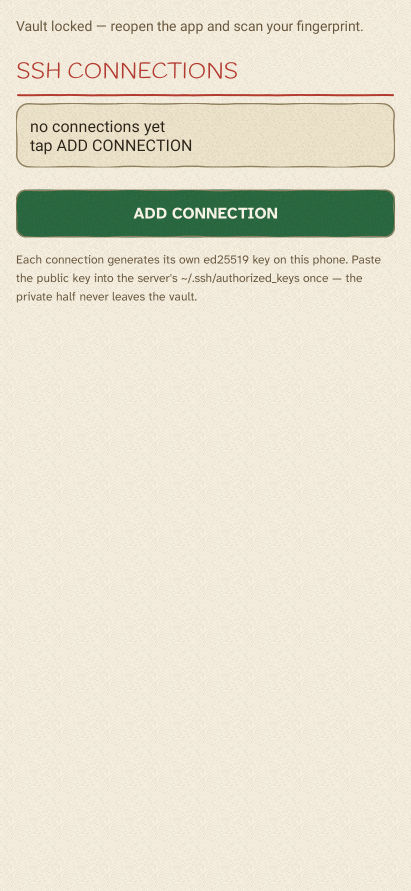 Vault locked — reopen the app and scan your fingerprint.
SSH CONNECTIONS
no connections yet
tap ADD CONNECTION
ADD CONNECTION
Each connection generates its own ed25519 key on this phone. Paste
the public key into the server's ~/.ssh/authorized_keys once — the
private half never leaves the vault.